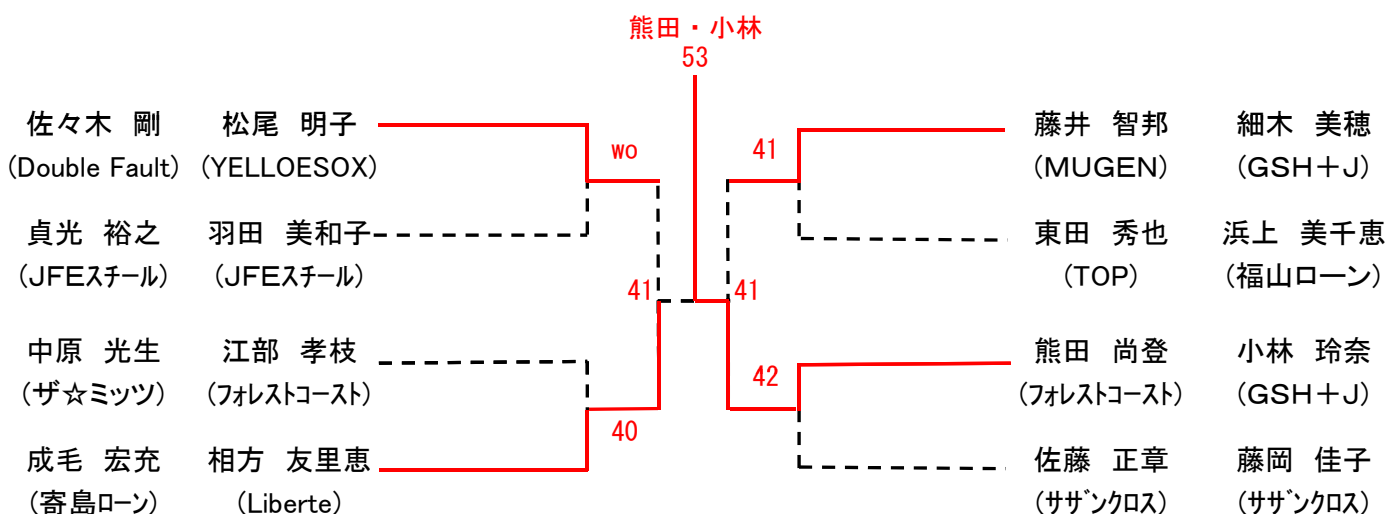 熊田・小林
53
佐々木 剛 松尾 明子
(Double Fault) (YELLOESOX)
wo
貞光 裕之 羽田 美和子
(JFEｽﾁｰﾙ) (JFEｽﾁｰﾙ)
41
中原 光生 江部 孝枝
(ザ☆ミッツ) (ﾌｫﾚｽﾄｺｰｽﾄ)
40
成毛 宏充 相方 友里恵
(寄島ﾛｰﾝ) (Liberte)
藤井 智邦 細木 美穂
(MUGEN) (GSH＋J)
41
東田 秀也 浜上 美千恵
(TOP) (福山ローン)
41
熊田 尚登 小林 玲奈
(ﾌｫﾚｽﾄｺｰｽﾄ) (GSH＋J)
42
佐藤 正章 藤岡 佳子
(ｻｻﾞﾝｸﾛｽ) (ｻｻﾞﾝｸﾛｽ)